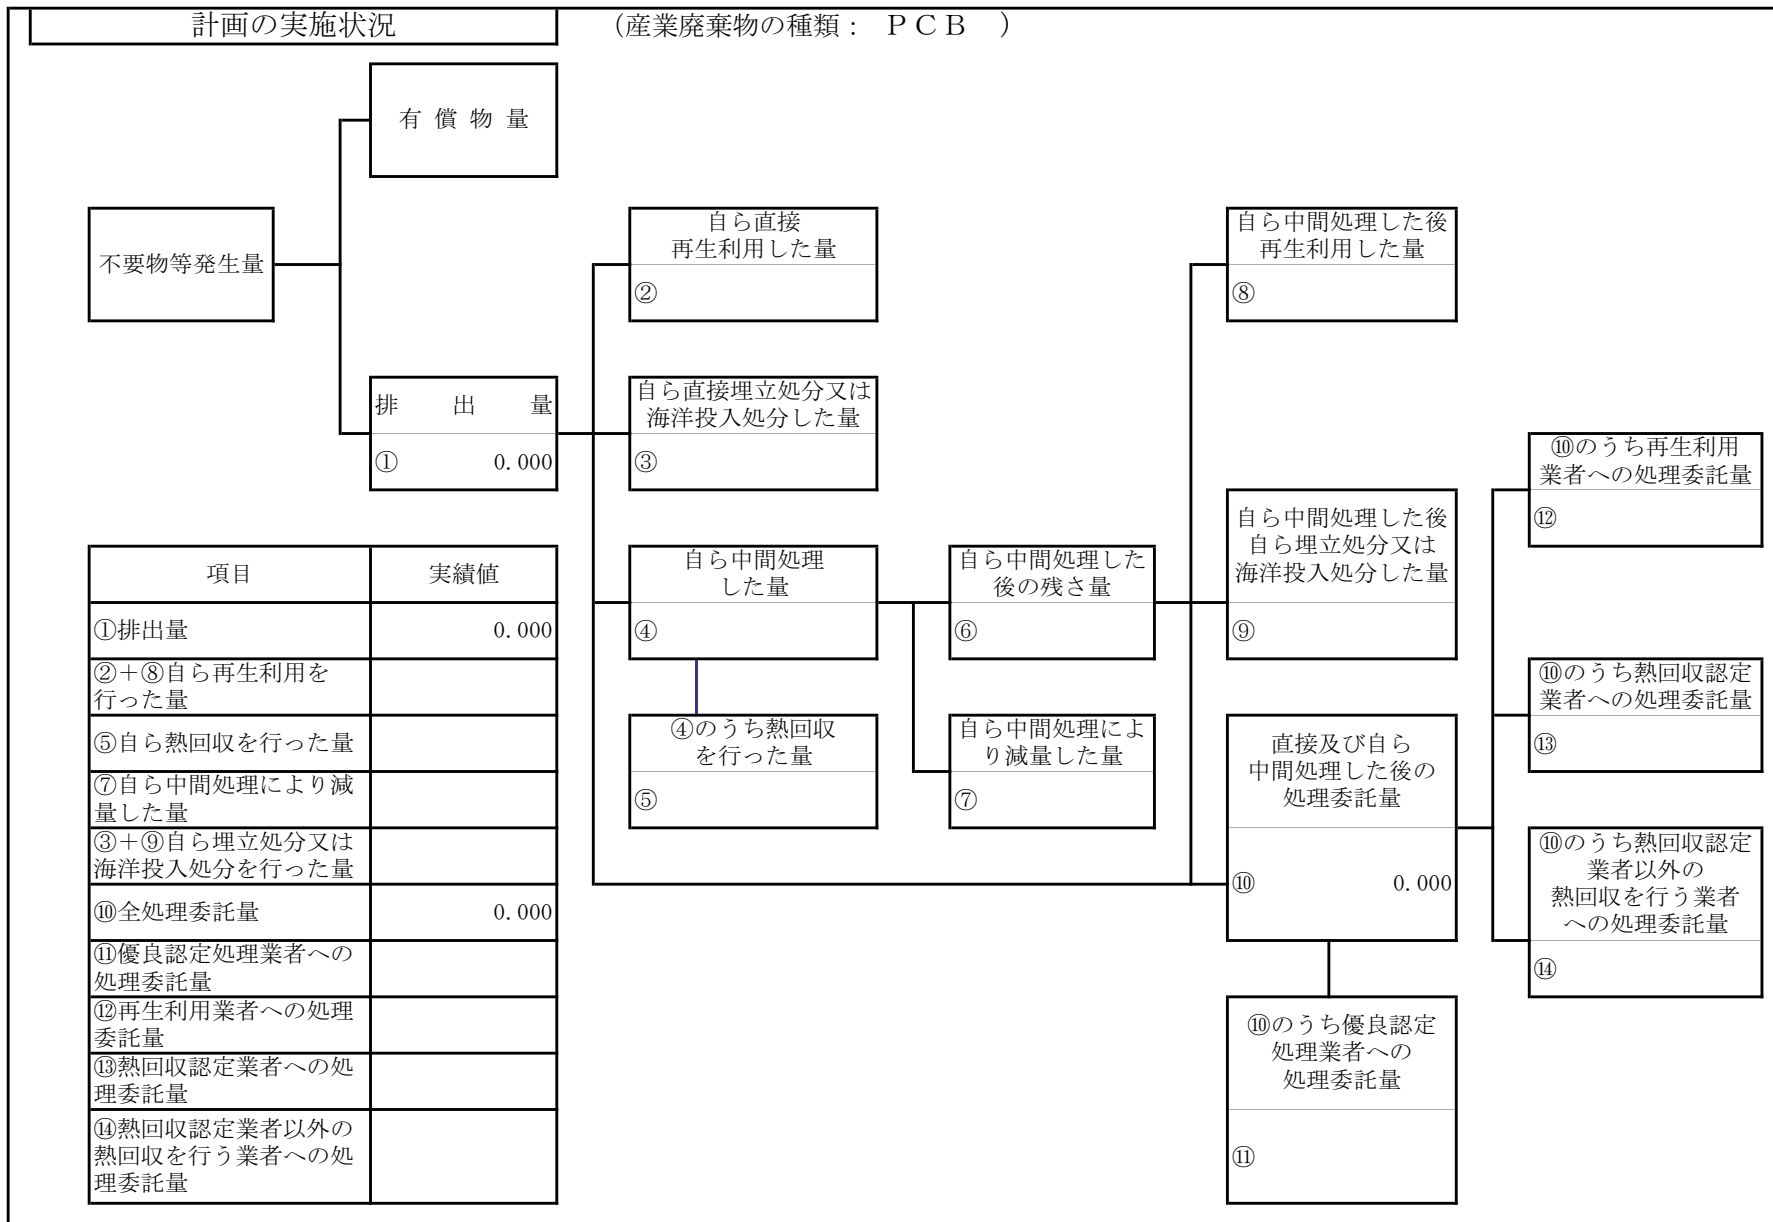 計画の実施状況
（産業廃棄物の種類： ＰＣＢ ）
有 償 物 量
不要物等発生量
自ら直接
再生利用した量
②
自ら中間処理した後
再生利用した量
⑧
排 出 量
① 0.000
自ら直接埋立処分又は
海洋投入処分した量
③
⑩のうち再生利用
業者への処理委託量
⑫
自ら中間処理した後
自ら埋立処分又は
海洋投入処分した量
⑨
自ら中間処理
した量
④
自ら中間処理した
後の残さ量
⑥
⑩のうち熱回収認定
業者への処理委託量
⑬
④のうち熱回収
を行った量
⑤
自ら中間処理によ
り減量した量
⑦
直接及び自ら
中間処理した後の
処理委託量
⑩ 0.000
⑩のうち熱回収認定
業者以外の
熱回収を行う業者
への処理委託量
⑭
⑩のうち優良認定
処理業者への
処理委託量
⑪
項目 実績値
①排出量 0.000
②＋⑧自ら再生利用を
行った量
⑤自ら熱回収を行った量
⑦自ら中間処理により減
量した量
③＋⑨自ら埋立処分又は
海洋投入処分を行った量
⑩全処理委託量 0.000
⑪優良認定処理業者への
処理委託量
⑫再生利用業者への処理
委託量
⑬熱回収認定業者への処
理委託量
⑭熱回収認定業者以外の
熱回収を行う業者への処
理委託量